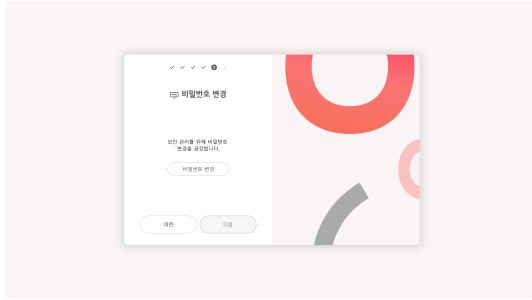 비밀번호 변경
보안 관리를 위해 비밀번호
변경을 권장합니다.
비밀번호 변경
이전
다음